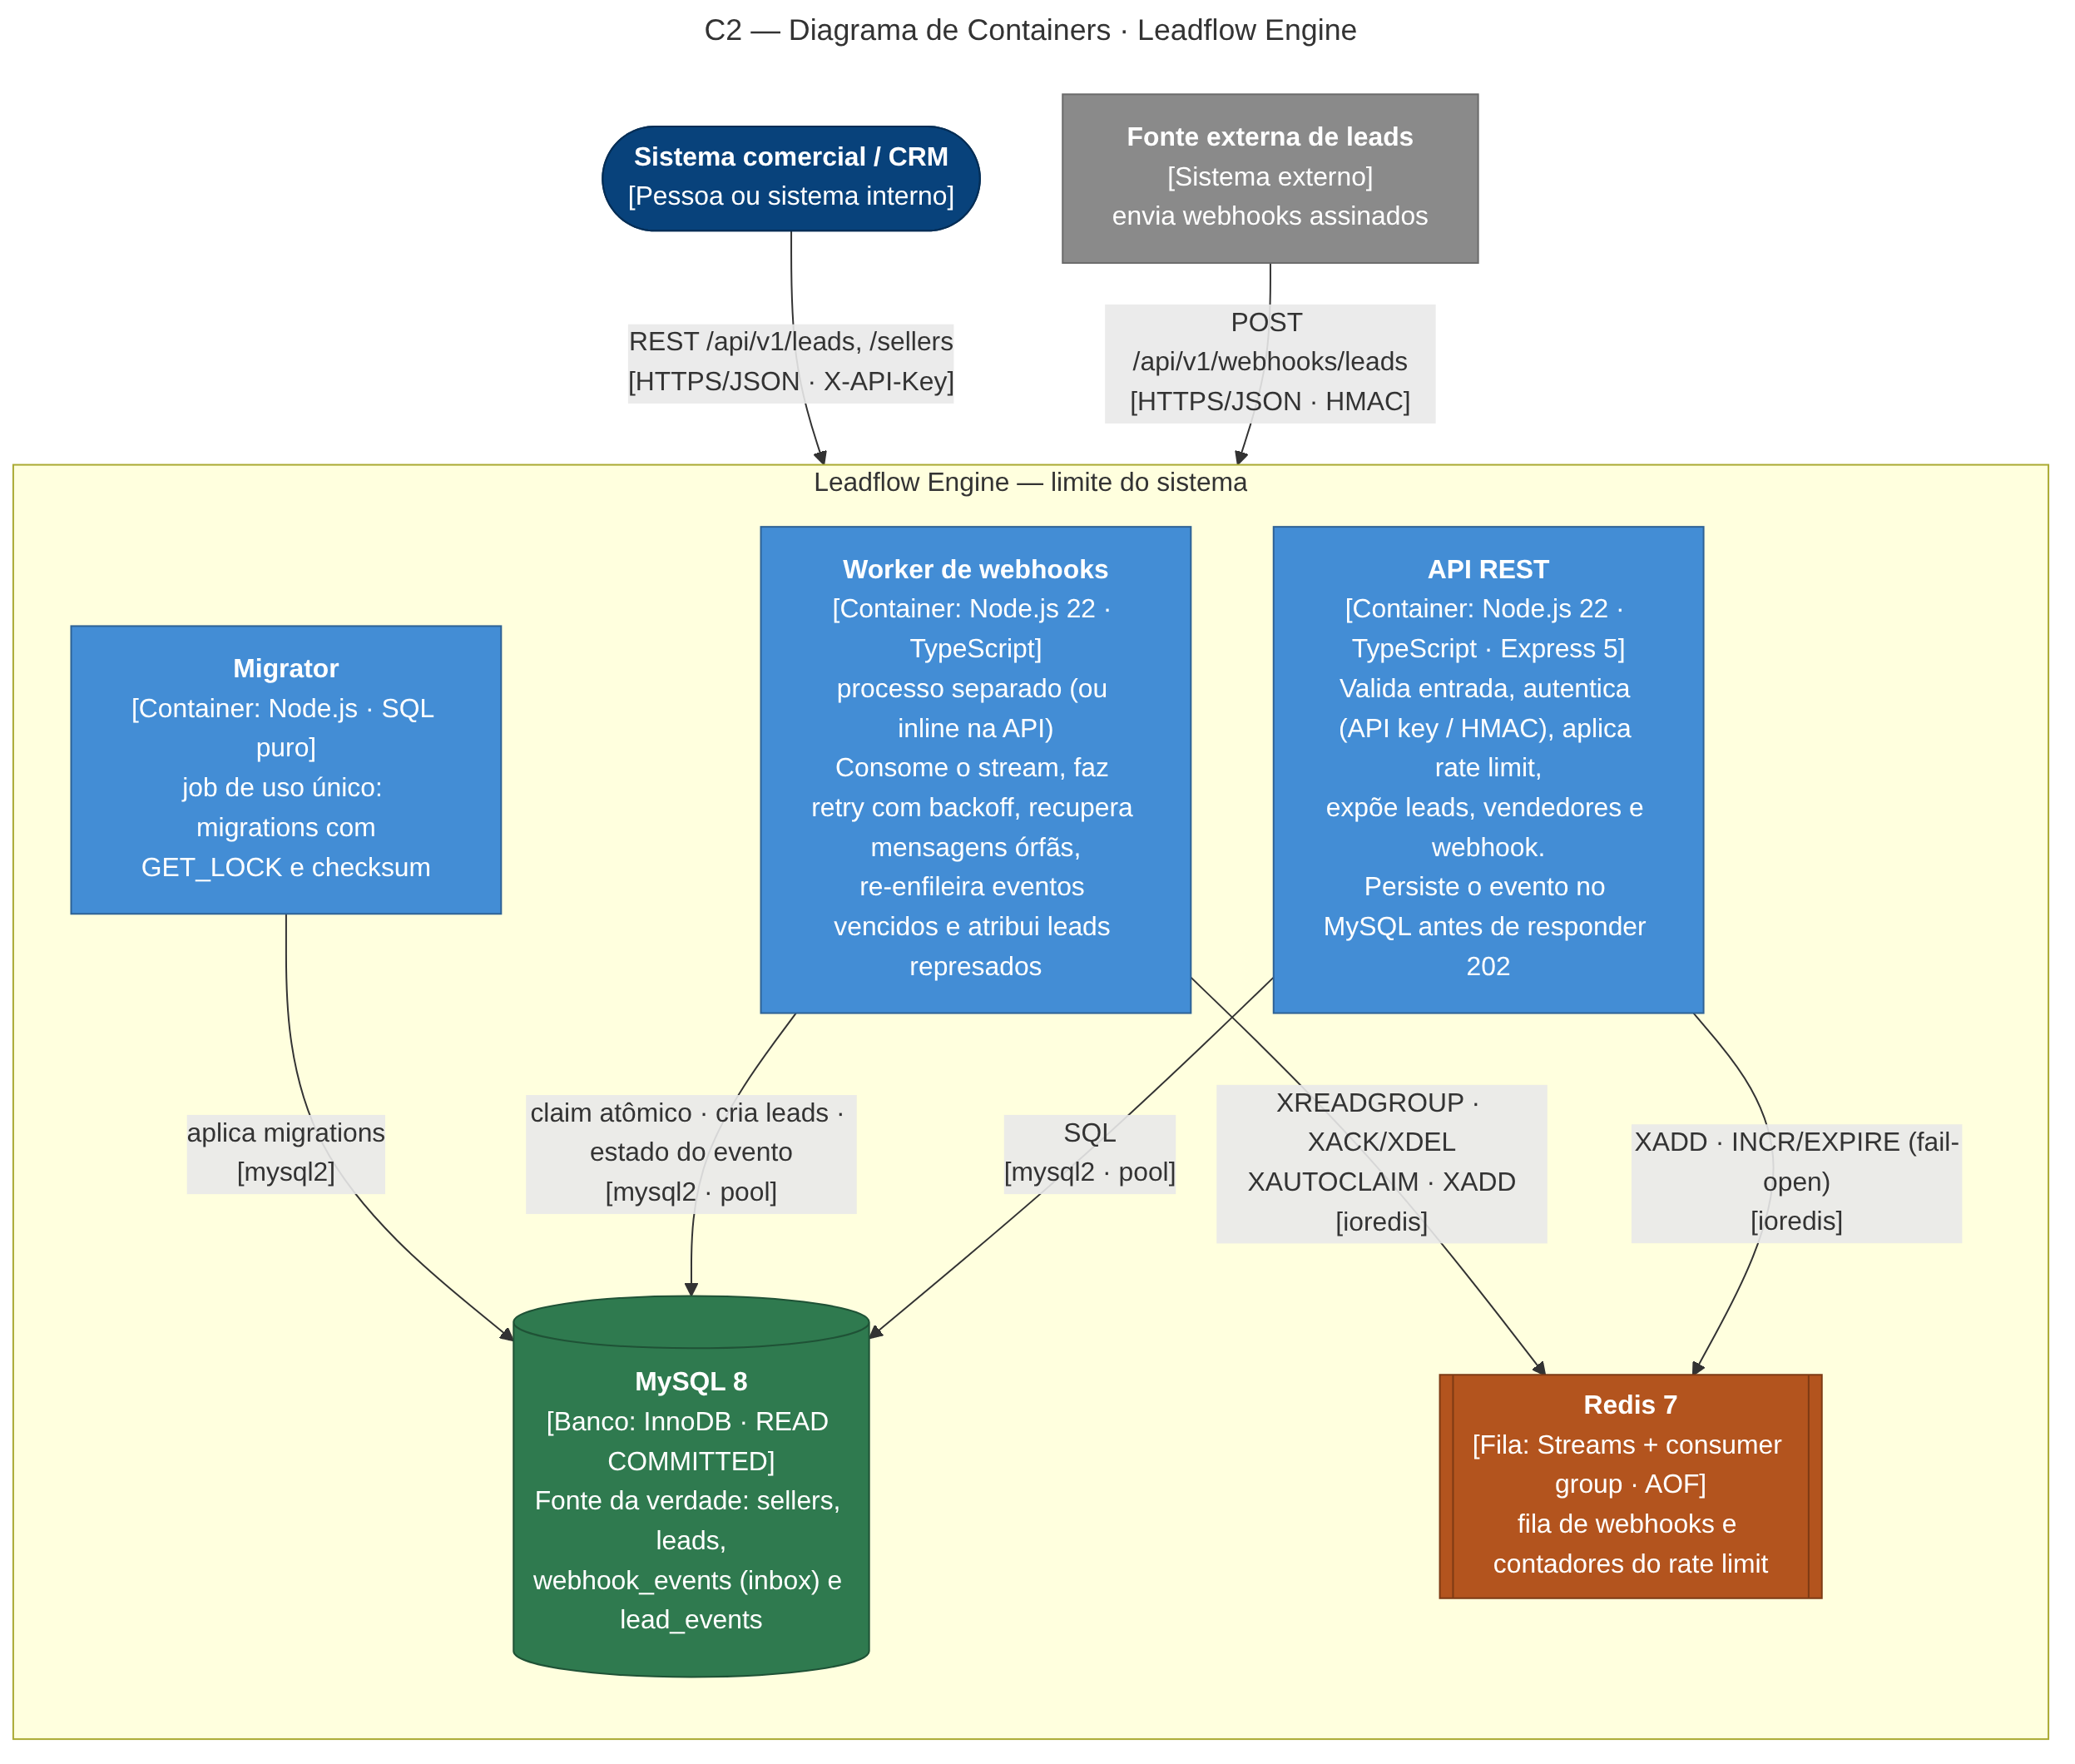 C2 — Diagrama de Containers · Leadflow Engine
Sistema comercial / CRM
[Pessoa ou sistema interno]
Fonte externa de leads
[Sistema externo]
envia webhooks assinados
REST /api/v1/leads, /sellers
[HTTPS/JSON · X-API-Key]
POST
/api/v1/webhooks/leads
[HTTPS/JSON · HMAC]
Leadflow Engine — limite do sistema
Migrator
[Container: Node.js · SQL
puro]
job de uso único:
migrations com
GET_LOCK e checksum
Worker de webhooks
[Container: Node.js 22 ·
TypeScript]
processo separado (ou
inline na API)
Consome o stream, faz
retry com backoff, recupera
mensagens órfãs,
re-enfileira eventos
vencidos e atribui leads
represados
API REST
[Container: Node.js 22 ·
TypeScript · Express 5]
Valida entrada, autentica
(API key / HMAC), aplica
rate limit,
expõe leads, vendedores e
webhook.
Persiste o evento no
MySQL antes de responder
202
aplica migrations
[mysql2]
claim atômico · cria leads ·
estado do evento
[mysql2 · pool]
SQL
[mysql2 · pool]
XREADGROUP ·
XACK/XDEL
XAUTOCLAIM · XADD
[ioredis]
XADD · INCR/EXPIRE (fail-
open)
[ioredis]
MySQL 8
[Banco: InnoDB · READ
COMMITTED]
Fonte da verdade: sellers,
leads,
webhook_events (inbox) e
lead_events
Redis 7
[Fila: Streams + consumer
group · AOF]
fila de webhooks e
contadores do rate limit